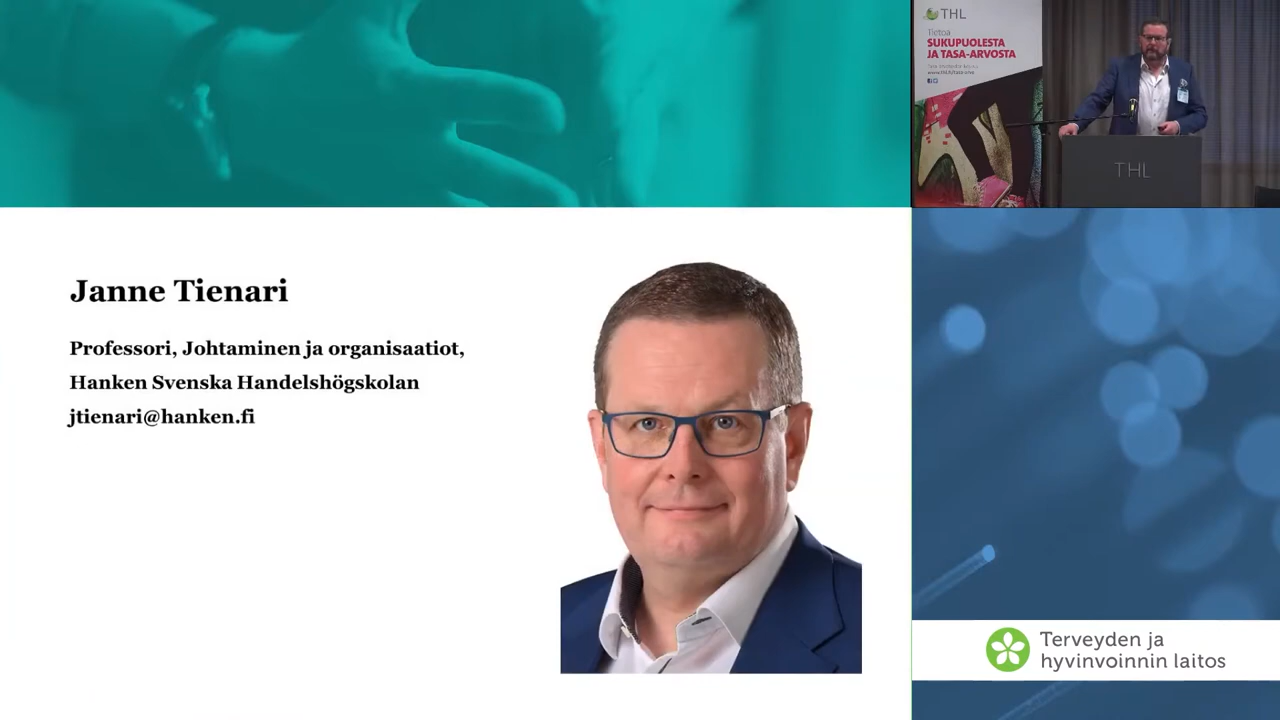 Janne Tienari
Professori, Johtaminen ja organisaatiot,
Hanken Svenska Handelshögskolan
jtienari@hanken.fi
THL
Tietoa
SUKUPUOLESTA
JA TASA-ARVOSTA
THL
Terveyden ja
hyvinvoinnin laitos